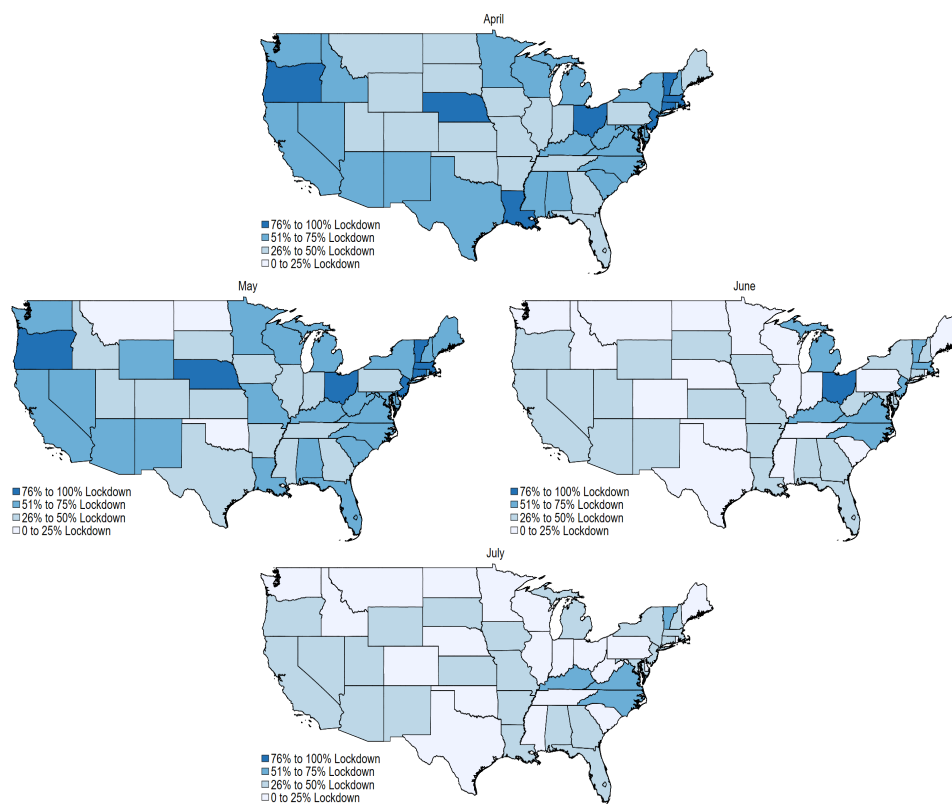 April
76% to 100% Lockdown
51% to 75% Lockdown
26% to 50% Lockdown
0 to 25% Lockdown
May
76% to 100% Lockdown
51% to 75% Lockdown
26% to 50% Lockdown
0 to 25% Lockdown
June
76% to 100% Lockdown
51% to 75% Lockdown
26% to 50% Lockdown
0 to 25% Lockdown
July
76% to 100% Lockdown
51% to 75% Lockdown
26% to 50% Lockdown
0 to 25% Lockdown